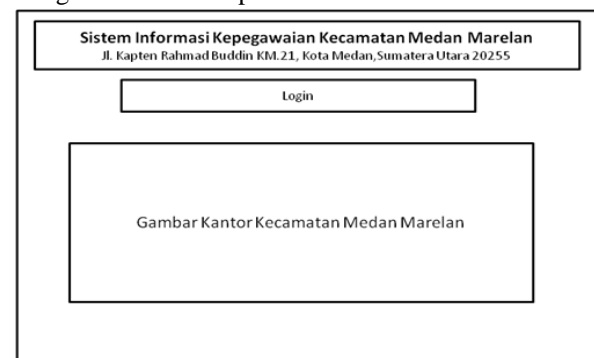 Sistem Informasi Kepegawaian Kecamatan Medan Marelan
Jl. Kapten Rahmad Buddin KM.21, Kota Medan,Sumatera Utara 20255
Login
Gambar Kantor Kecamatan Medan Marelan